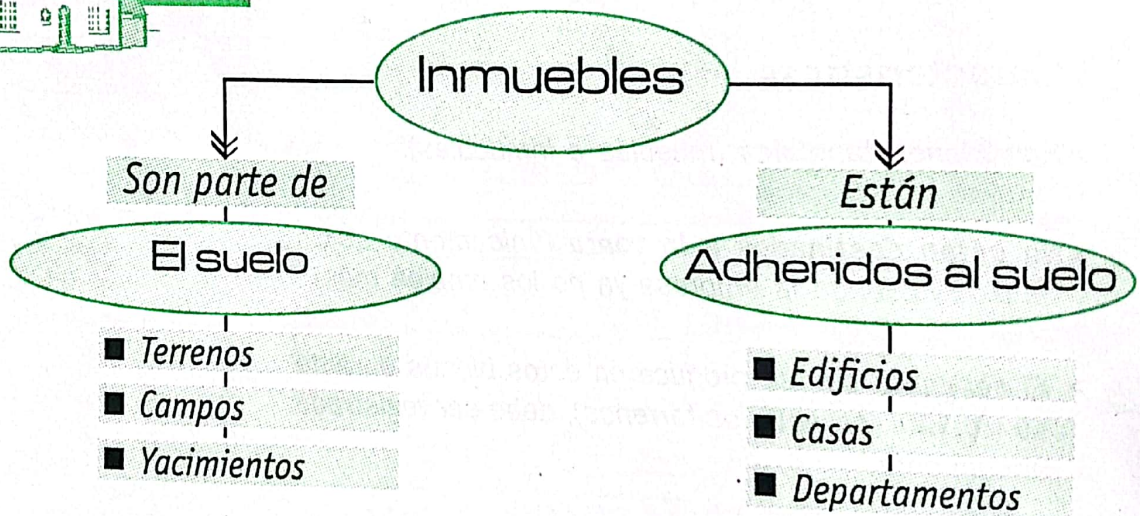 Inmuebles
Son parte de
El suelo
■ Terrenos
■ Campos
■ Yacimientos
Están
Adheridos al suelo
■ Edificios
■ Casas
■ Departamentos